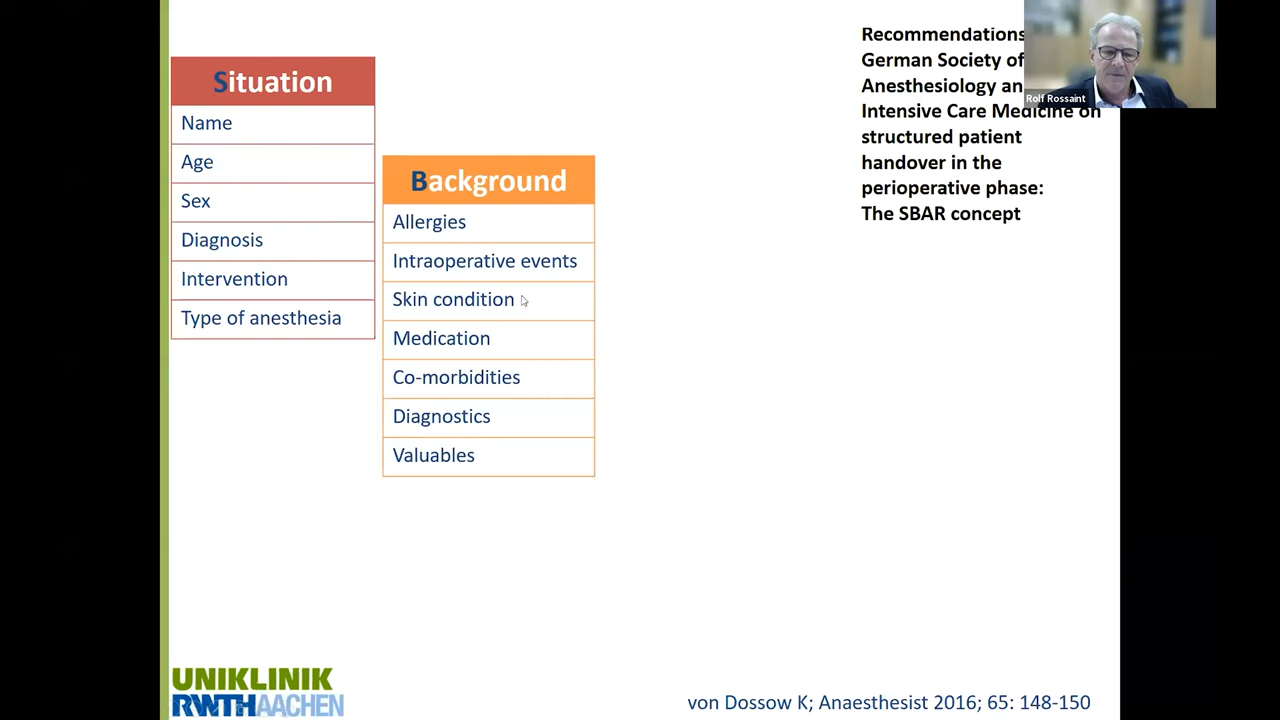 Situation
Name
Age
Sex
Diagnosis
Intervention
Type of anesthesia
Background
Allergies
Intraoperative events
Skin condition
Medication
Co-morbidities
Diagnostics
Valuables
Recommendations
German Society of
Anesthesiology an
Intensive Care Medicine on
structured patient
handover in the
perioperative phase:
The SBAR concept
Rolf Rossaint
UNIKLINIK
RWTHAACHEN
von Dossow K; Anaesthesist 2016; 65: 148-150